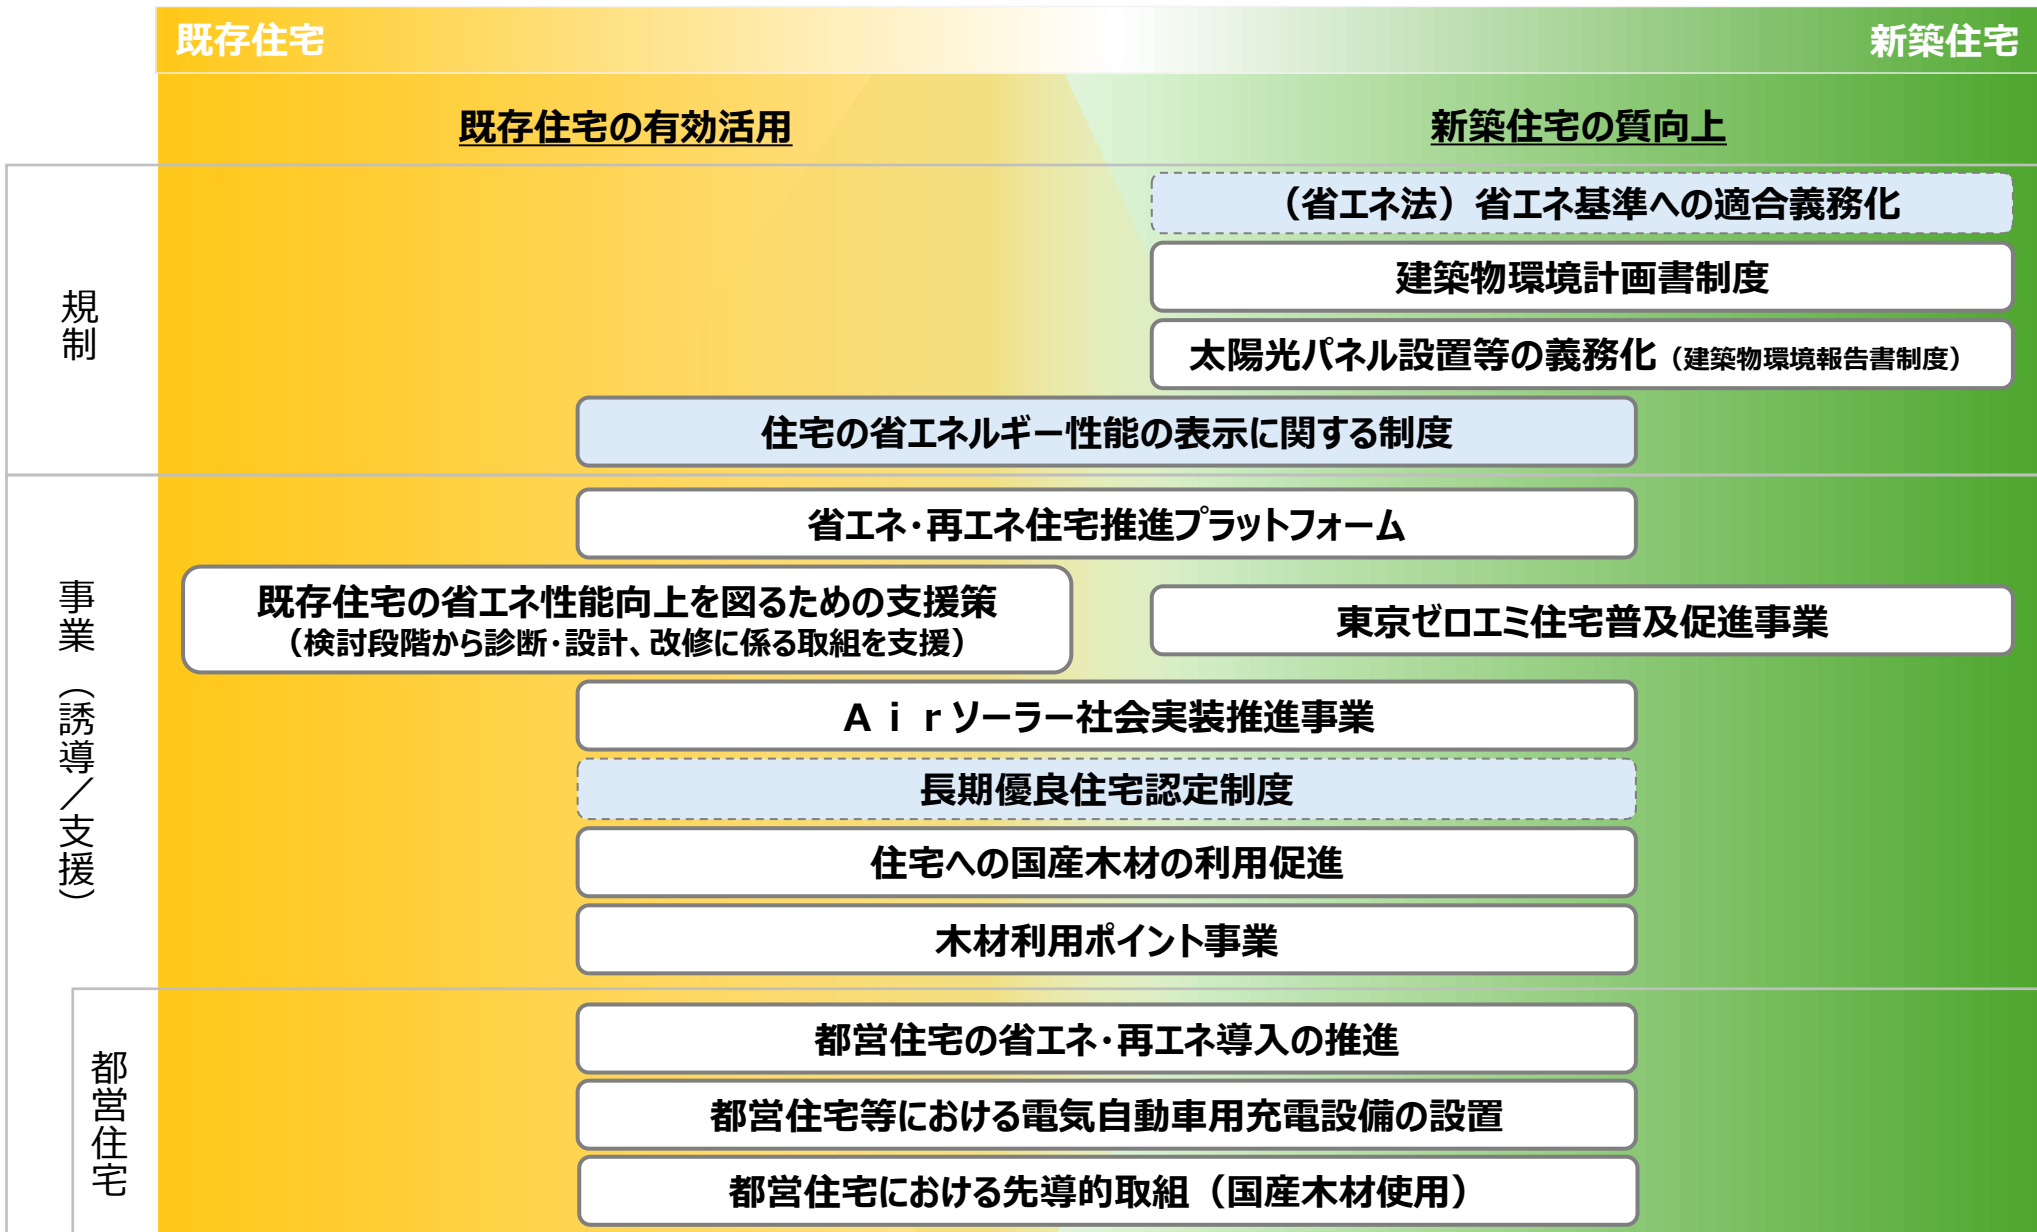 既存住宅
新築住宅
既存住宅の有効活用
新築住宅の質向上
規制
（省エネ法）省エネ基準への適合義務化
建築物環境計画書制度
太陽光パネル設置等の義務化（建築物環境報告書制度）
住宅の省エネルギー性能の表示に関する制度
事業（誘導／支援）
省エネ・再エネ住宅推進プラットフォーム
既存住宅の省エネ性能向上を図るための支援策
（検討段階から診断・設計、改修に係る取組を支援）
東京ゼロエミ住宅普及促進事業
Ａｉｒソーラー社会実装推進事業
長期優良住宅認定制度
住宅への国産木材の利用促進
木材利用ポイント事業
都営住宅
都営住宅の省エネ・再エネ導入の推進
都営住宅等における電気自動車用充電設備の設置
都営住宅における先導的取組（国産木材使用）